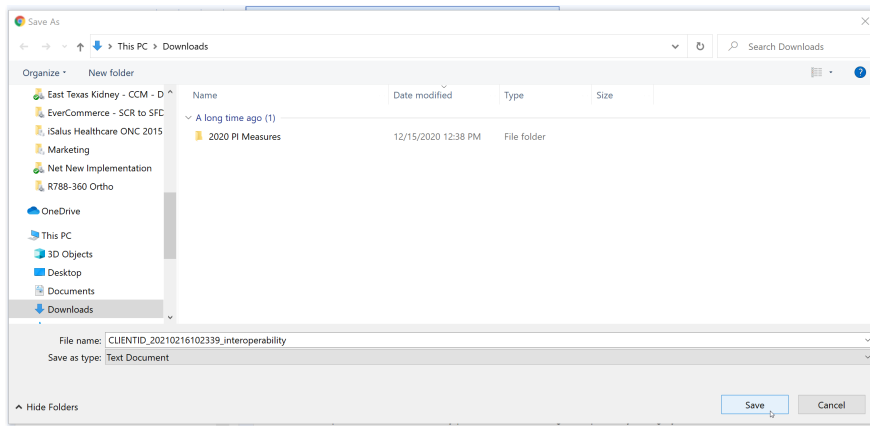 Save As
This PC > Downloads
Search Downloads
Organize
New folder
?
East Texas Kidney - CCM - D
EverCommerce - SCR to SFD
iSalus Healthcare ONC 2015
Marketing
Net New Implementation
R788-360 Ortho
OneDrive
This PC
3D Objects
Desktop
Documents
Downloads
Name
Date modified
Type
Size
A long time ago (1)
2020 PI Measures
12/15/2020 12:38 PM
File folder
File name: CLIENTID_20210216102339_interoperability
Save as type: Text Document
Hide Folders
Save
Cancel